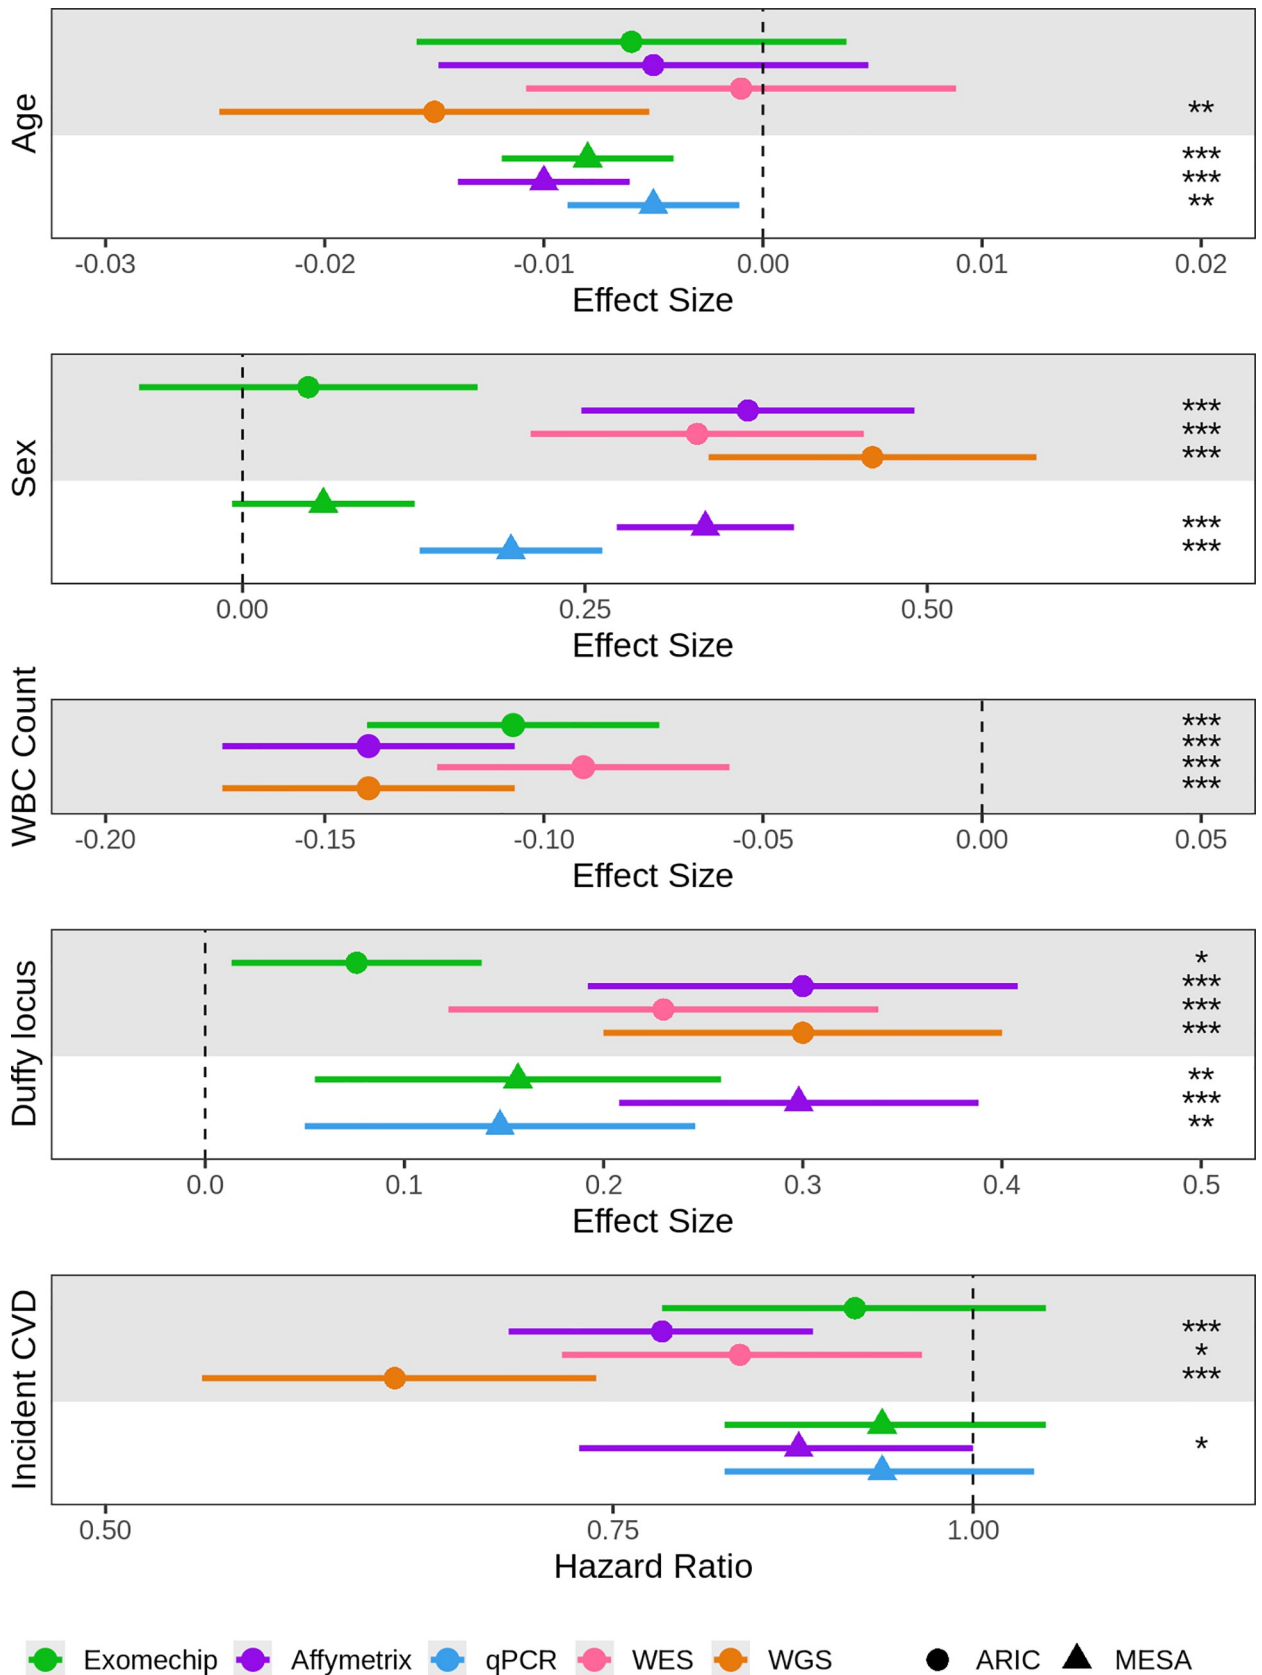 Age
**
***
***
**
-0.03 -0.02 -0.01 0.00 0.01 0.02
Effect Size
Sex
***
***
***
***
***
0.00 0.25 0.50
Effect Size
WBC Count
***
***
***
***
-0.20 -0.15 -0.10 -0.05 0.00 0.05
Effect Size
Duffy locus
*
***
***
***
**
***
**
0.0 0.1 0.2 0.3 0.4 0.5
Effect Size
Incident CVD
***
*
***
*
0.50 0.75 1.00
Hazard Ratio
Exomechip Affymetrix qPCR WES WGS ARIC MESA